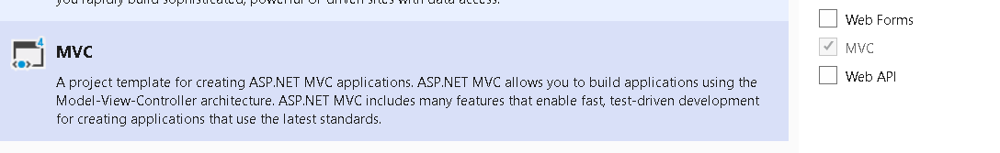 you rapidly build sophisticated, powerful UI-driven sites with data access.
MVC
A project template for creating ASP.NET MVC applications. ASP.NET MVC allows you to build applications using the
Model-View-Controller architecture. ASP.NET MVC includes many features that enable fast, test-driven development
for creating applications that use the latest standards.
Web Forms
MVC
Web API